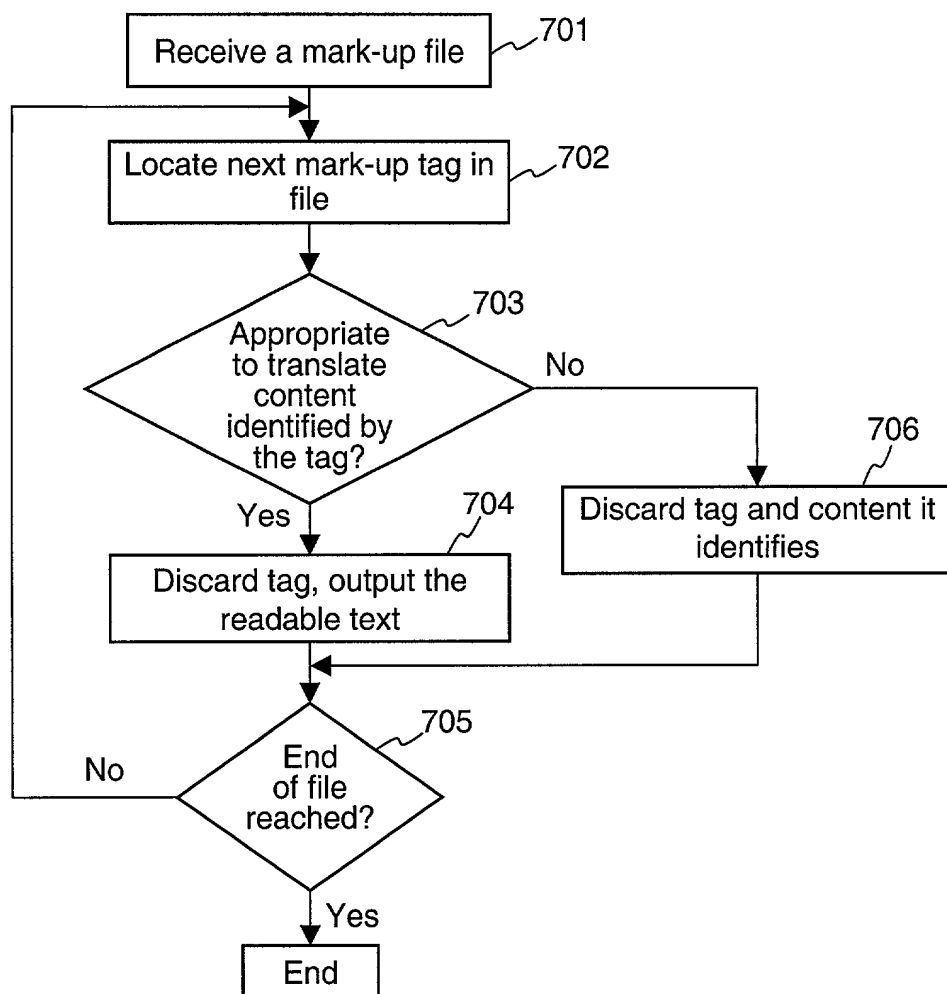 Receive a mark-up file
701
Locate next mark-up tag in
file
702
703
Appropriate
to translate
content
identified by
the tag?
No
Yes
704
706
Discard tag and content it
identifies
Discard tag, output the
readable text
705
End
of file
reached?
No
Yes
End